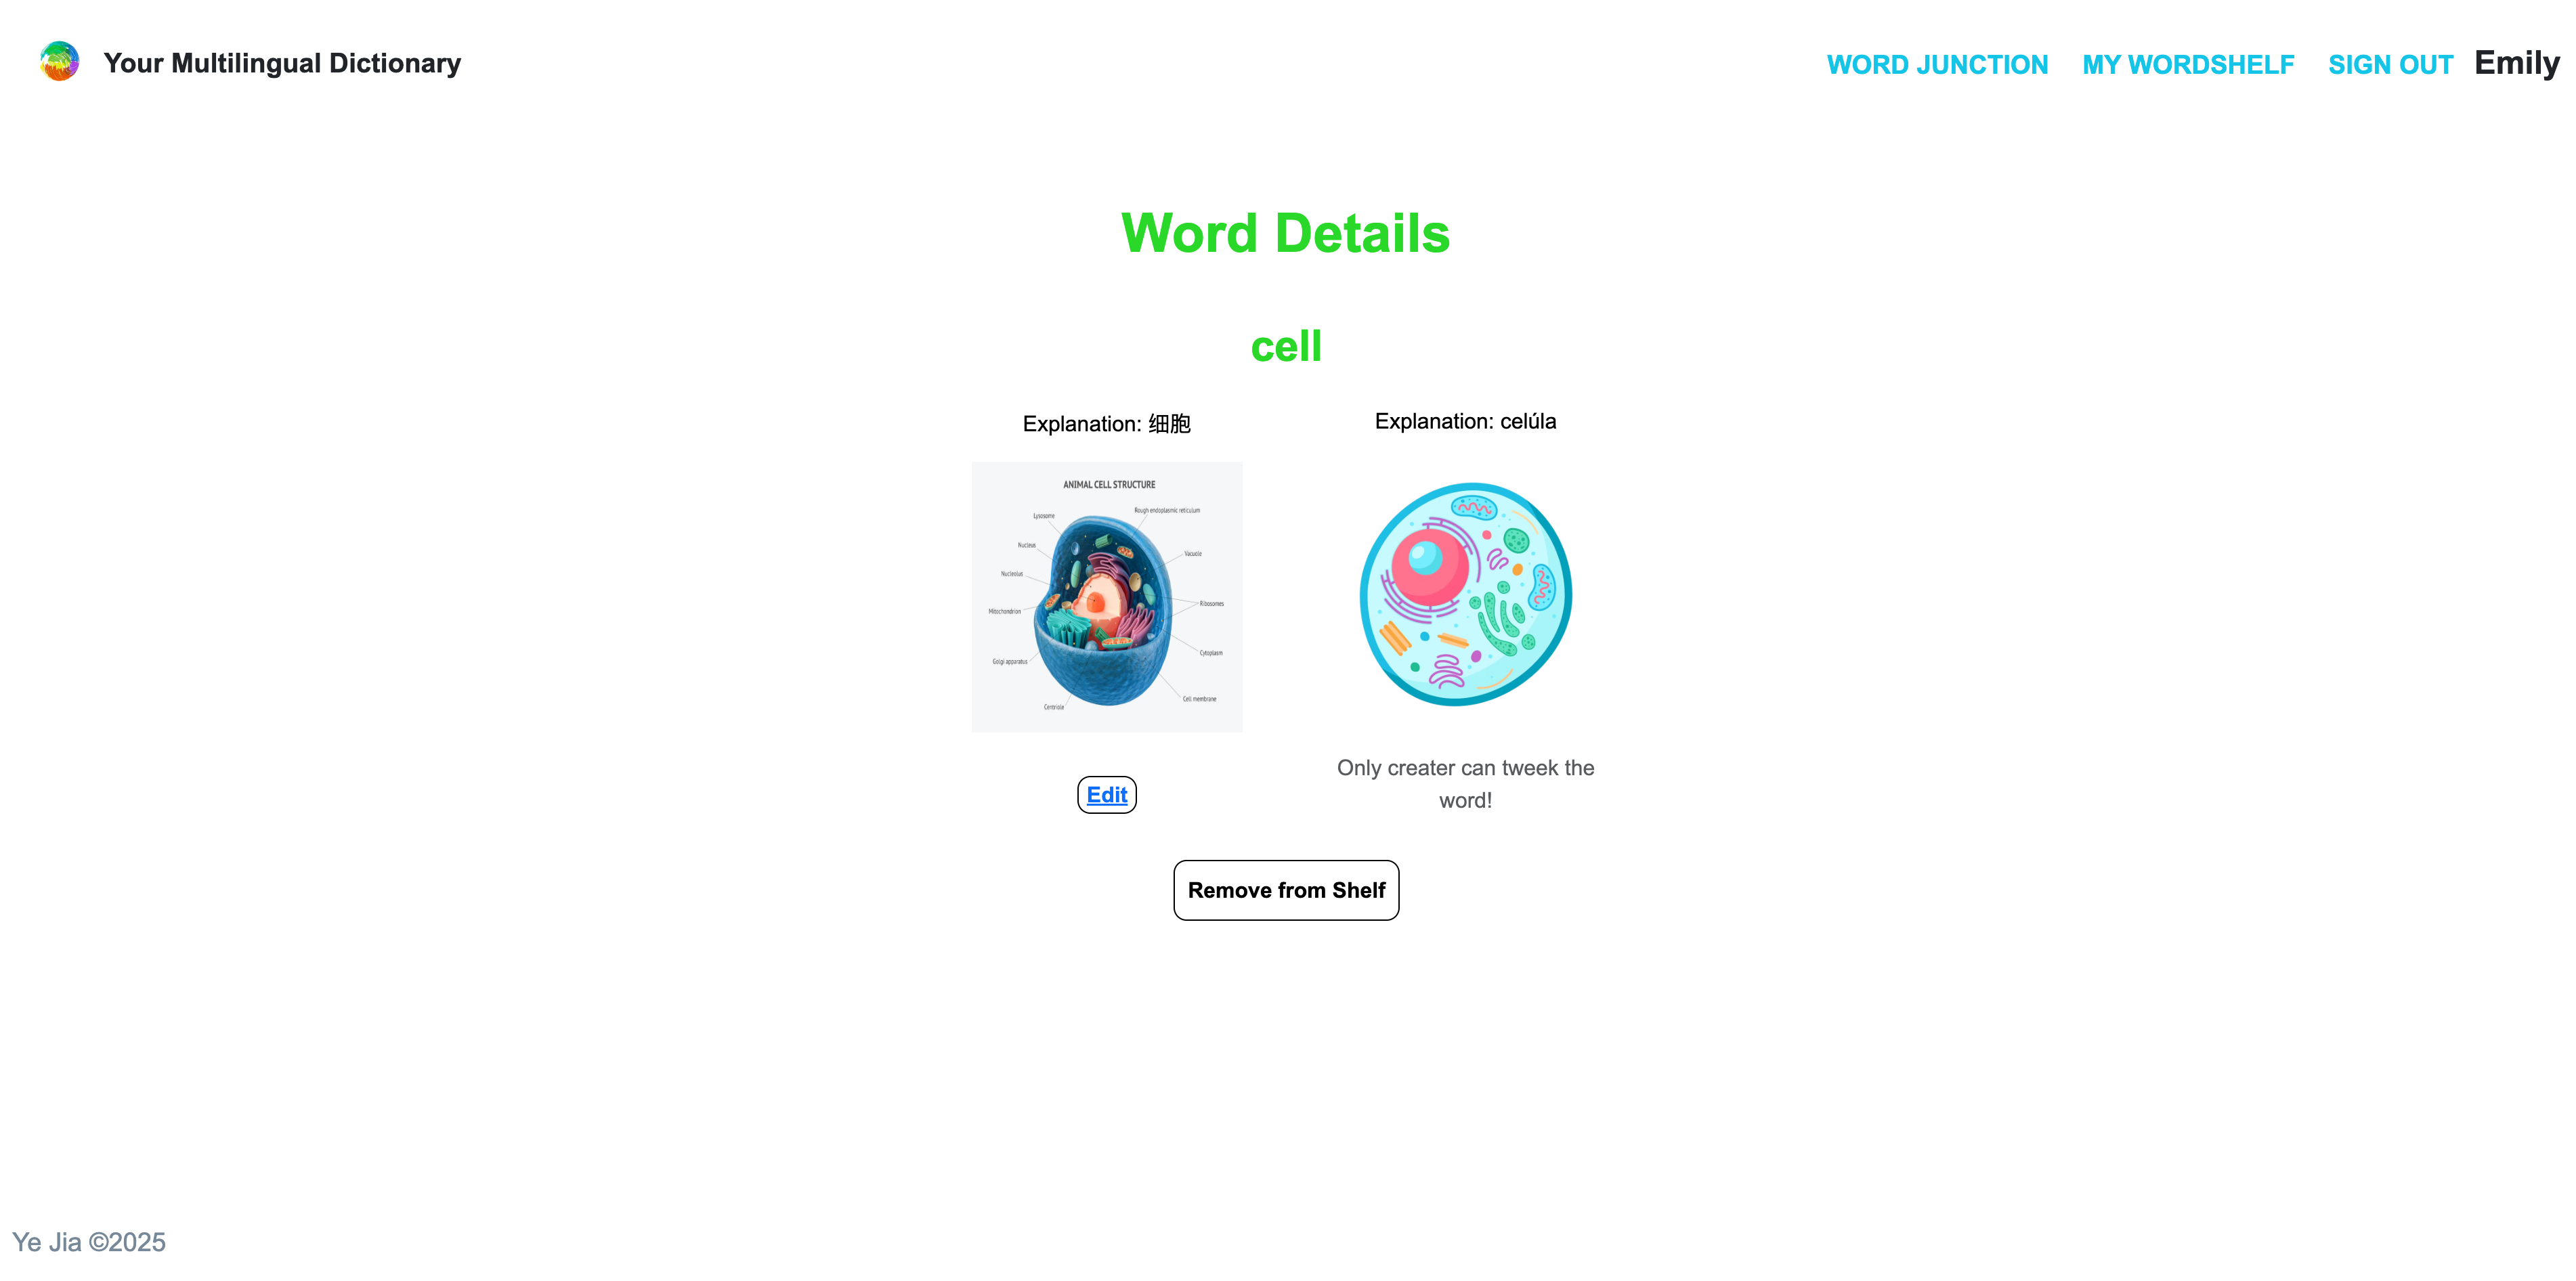 Your Multilingual Dictionary
WORD JUNCTION
MY WORDSHELF
SIGN OUT
Emily
Word Details
cell
Explanation: 细胞
ANIMAL CELL STRUCTURE
Lysosome
Rough endoplasmic reticulum
Nucleus
Vacuole
Nucleolus
Mitochondrion
Ribosomes
Golgi apparatus
Cytoplasm
Cell membrane
Centriole
Edit
Explanation: celúla
Only creater can tweek the
word!
Remove from Shelf
Ye Jia ©2025